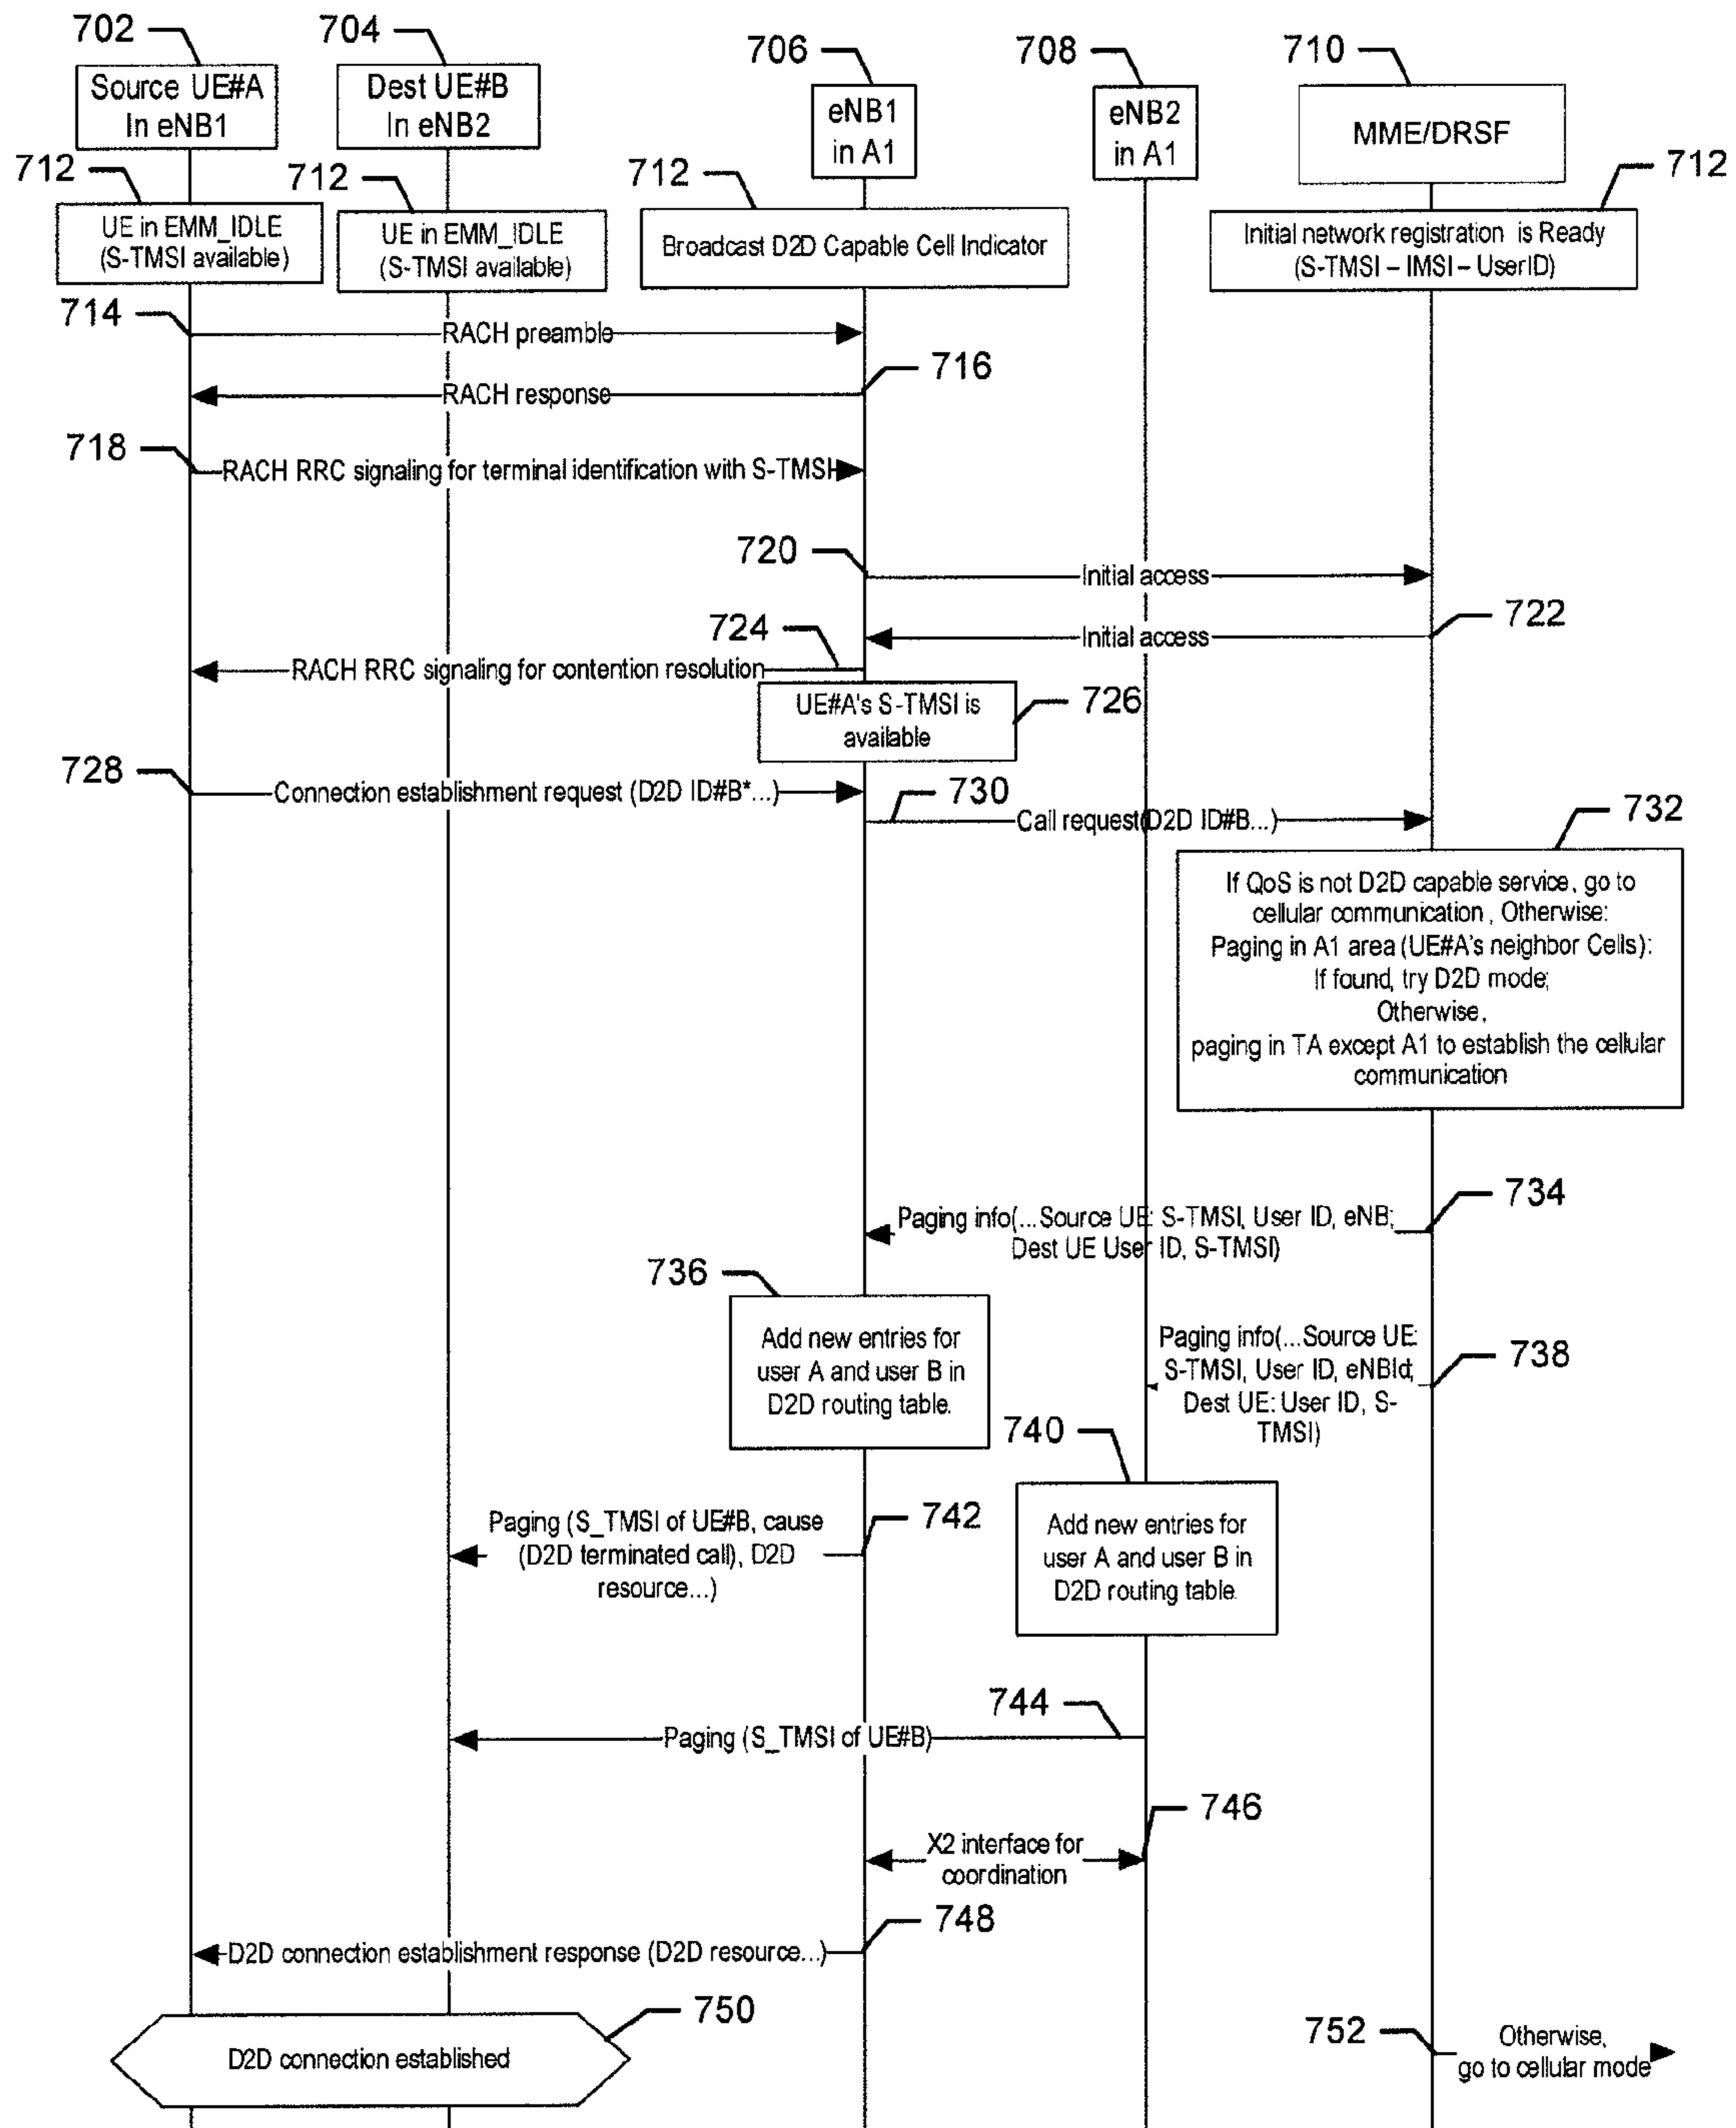 702
704
706
708
710
Source UE#A
In eNB1
Dest UE#B
In eNB2
eNB1
in A1
eNB2
in A1
MME/DRSF
712
712
712
712
UE in EMM_IDLE
(S-TMSI available)
UE in EMM_IDLE
(S-TMSI available)
Broadcast D2D Capable Cell Indicator
Initial network registration is Ready
(S-TMSI – IMSI – UserID)
714
RACH preamble
716
RACH response
718
RACH RRC signaling for terminal identification with S-TMSI
720
Initial access
722
Initial access
724
RACH RRC signaling for contention resolution
UE#A's S-TMSI is
available
726
728
Connection establishment request (D2D ID#B*...)
730
Call request(D2D ID#B...)
732
If QoS is not D2D capable service, go to
cellular communication , Otherwise:
Paging in A1 area (UE#A's neighbor Cells):
If found, try D2D mode;
Otherwise,
paging in TA except A1 to establish the cellular
communication
734
Paging info(...Source UE: S-TMSI, User ID, eNB;
Dest UE User ID, S-TMSI)
736
Add new entries for
user A and user B in
D2D routing table.
Paging info(...Source UE:
S-TMSI, User ID, eNBId;
Dest UE: User ID, S-
TMSI)
738
740
Add new entries for
user A and user B in
D2D routing table.
742
Paging (S_TMSI of UE#B, cause
(D2D terminated call), D2D
resource...)
744
Paging (S_TMSI of UE#B)
746
X2 interface for
coordination
748
D2D connection establishment response (D2D resource...)
750
D2D connection established
752
Otherwise,
go to cellular mode